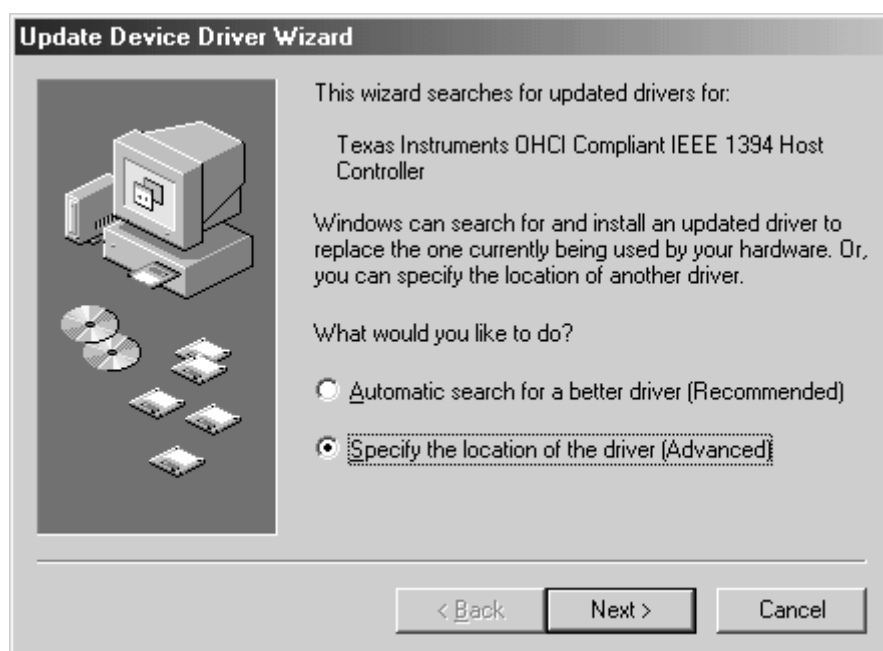 Update Device Driver Wizard
This wizard searches for updated drivers for:
Texas Instruments OHCI Compliant IEEE 1394 Host
Controller
Windows can search for and install an updated driver to
replace the one currently being used by your hardware. Or,
you can specify the location of another driver.
What would you like to do?
Automatic search for a better driver (Recommended)
Specify the location of the driver (Advanced)
< Back
Next >
Cancel